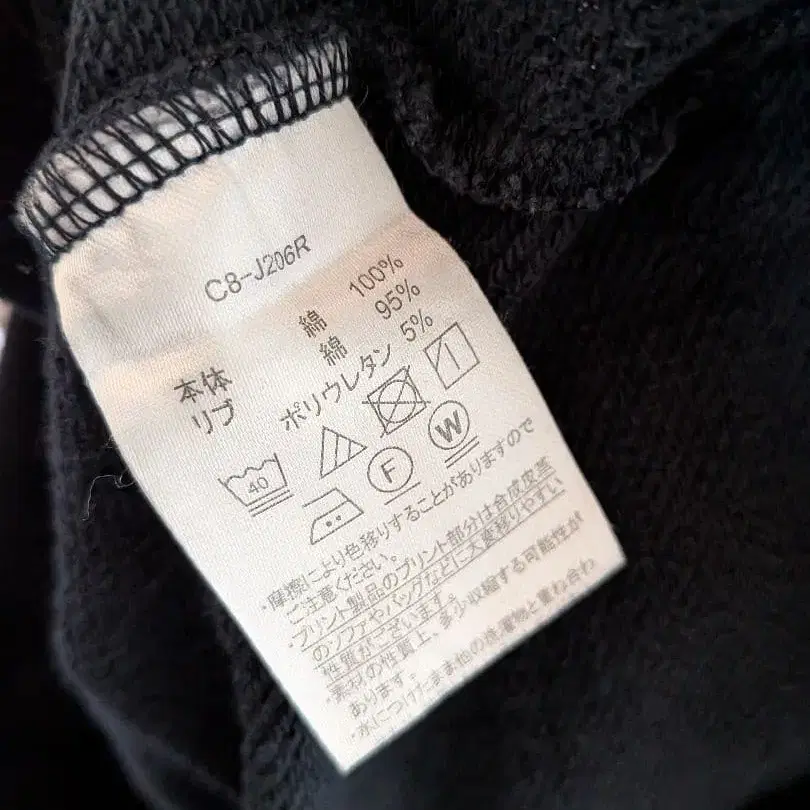 C8-J206R
本体 綿 100%
リブ 綿 95%
ポリウレタン 5%
40
F
W
・摩擦により色移りすることがありますので
ご注意ください。
・プリント製品のプリント部分は合成皮革
のソファやバッグなどに大変移りやすい
性質がございます。
・素材の性質上、多少収縮する可能性が
あります。
・水につけたまま他の洗濯物と重ね合わ